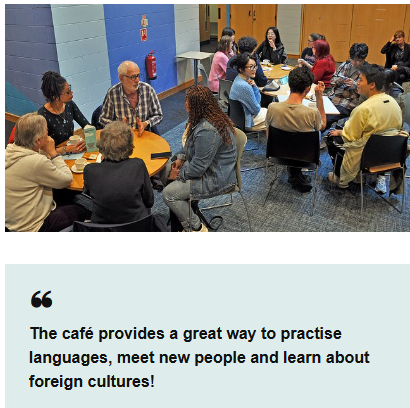 “
The café provides a great way to practise
languages, meet new people and learn about
foreign cultures!